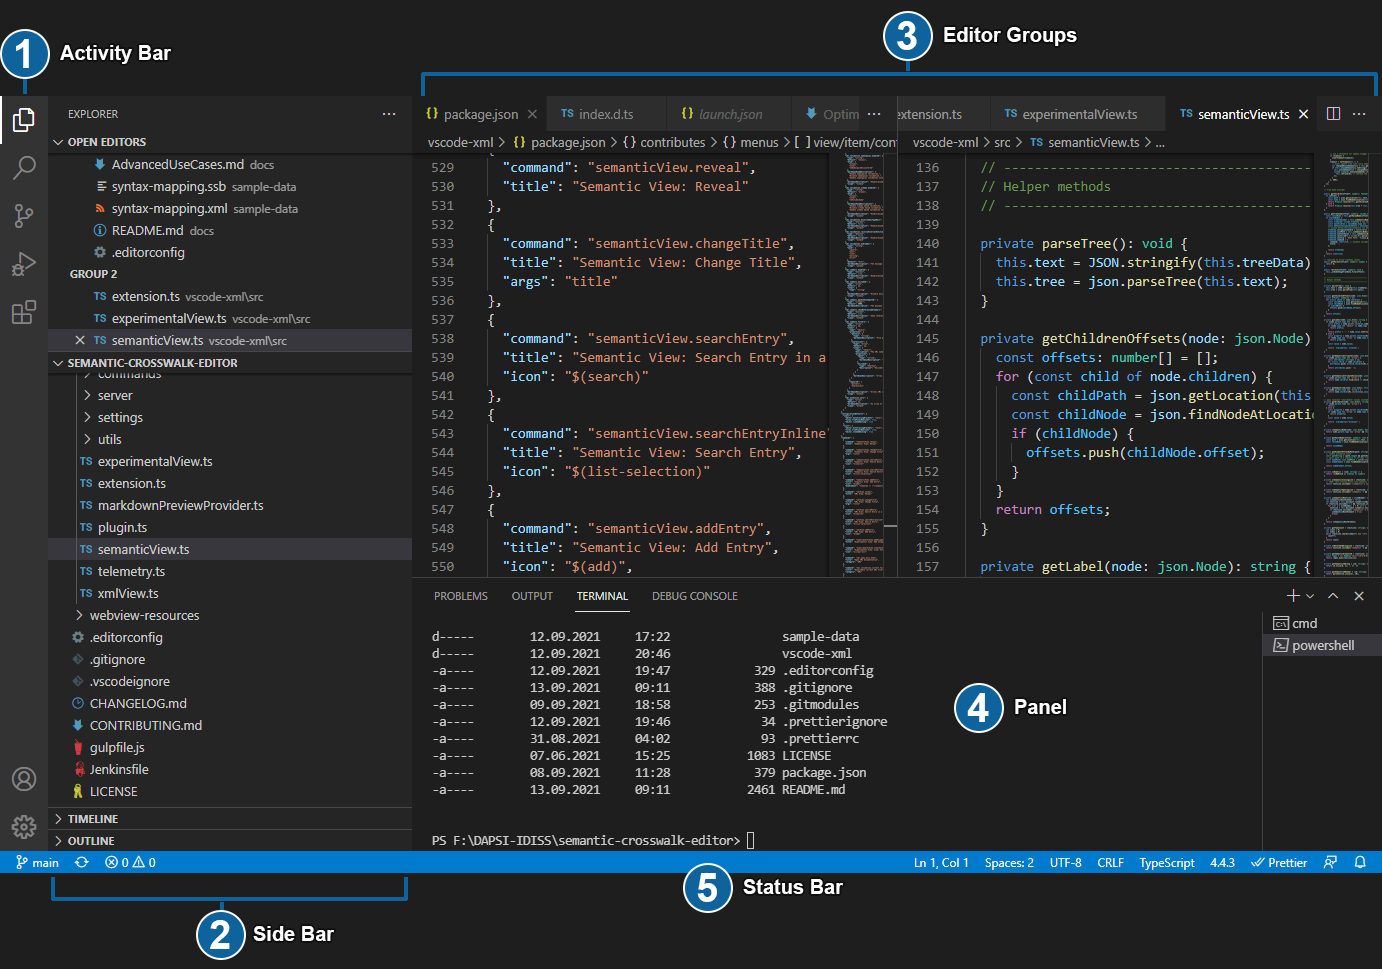 1 Activity Bar
3 Editor Groups
EXPLORER ···
OPEN EDITORS
AdvancedUseCases.md docs
syntax-mapping.ssb sample-data
syntax-mapping.xml sample-data
README.md docs
.editorconfig
GROUP 2
TS extension.ts vscode-xml\src
TS experimentalView.ts vscode-xml\src
TS semanticView.ts vscode-xml\src
SEMANTIC-CROSSWALK-EDITOR
commands
server
settings
utils
TS experimentalView.ts
TS extension.ts
TS markdownPreviewProvider.ts
TS plugin.ts
TS semanticView.ts
TS telemetry.ts
TS xmlView.ts
webview-resources
.editorconfig
.gitignore
.vscodeignore
CHANGELOG.md
CONTRIBUTING.md
gulpfile.js
Jenkinsfile
LICENSE
TIMELINE
OUTLINE
{} package.json TS index.d.ts {} launch.json Optim ···
vscode-xml > {} package.json > {} contributes > {} menus > [ ] view/item/con
{
529 "command": "semanticView.reveal",
530 "title": "Semantic View: Reveal"
531 },
532 {
533 "command": "semanticView.changeTitle",
534 "title": "Semantic View: Change Title",
535 "args": "title"
536 },
537 {
538 "command": "semanticView.searchEntry",
539 "title": "Semantic View: Search Entry in a
540 "icon": "$(search)"
541 },
542 {
543 "command": "semanticView.searchEntryInline"
544 "title": "Semantic View: Search Entry",
545 "icon": "$(list-selection)"
546 },
547 {
548 "command": "semanticView.addEntry",
549 "title": "Semantic View: Add Entry",
550 "icon": "$(add)",
extension.ts TS experimentalView.ts TS semanticView.ts ···
vscode-xml > src > TS semanticView.ts > ...
136 // ----------------------------------------
137 // Helper methods
138 // ----------------------------------------
139
140 private parseTree(): void {
141 this.text = JSON.stringify(this.treeData)
142 this.tree = json.parseTree(this.text);
143 }
144
145 private getChildrenOffsets(node: json.Node)
146 const offsets: number[] = [];
147 for (const child of node.children) {
148 const childPath = json.getLocation(this
149 const childNode = json.findNodeAtLocati
150 if (childNode) {
151 offsets.push(childNode.offset);
152 }
153 }
154 return offsets;
155 }
156
157 private getLabel(node: json.Node): string {
PROBLEMS OUTPUT TERMINAL DEBUG CONSOLE
d----- 12.09.2021 17:22 sample-data
d----- 12.09.2021 20:46 vscode-xml
-a---- 12.09.2021 19:47 329 .editorconfig
-a---- 13.09.2021 09:11 388 .gitignore
-a---- 09.09.2021 18:58 253 .gitmodules
-a---- 12.09.2021 19:46 34 .prettierignore
-a---- 31.08.2021 04:02 93 .prettierrc
-a---- 07.06.2021 15:25 1083 LICENSE
-a---- 08.09.2021 11:28 379 package.json
-a---- 13.09.2021 09:11 2461 README.md
PS F:\DAPSI-IDISS\semantic-crosswalk-editor>
cmd
powershell
4 Panel
main 0 0 Ln 1, Col 1 Spaces: 2 UTF-8 CRLF TypeScript 4.4.3 Prettier
5 Status Bar
2 Side Bar